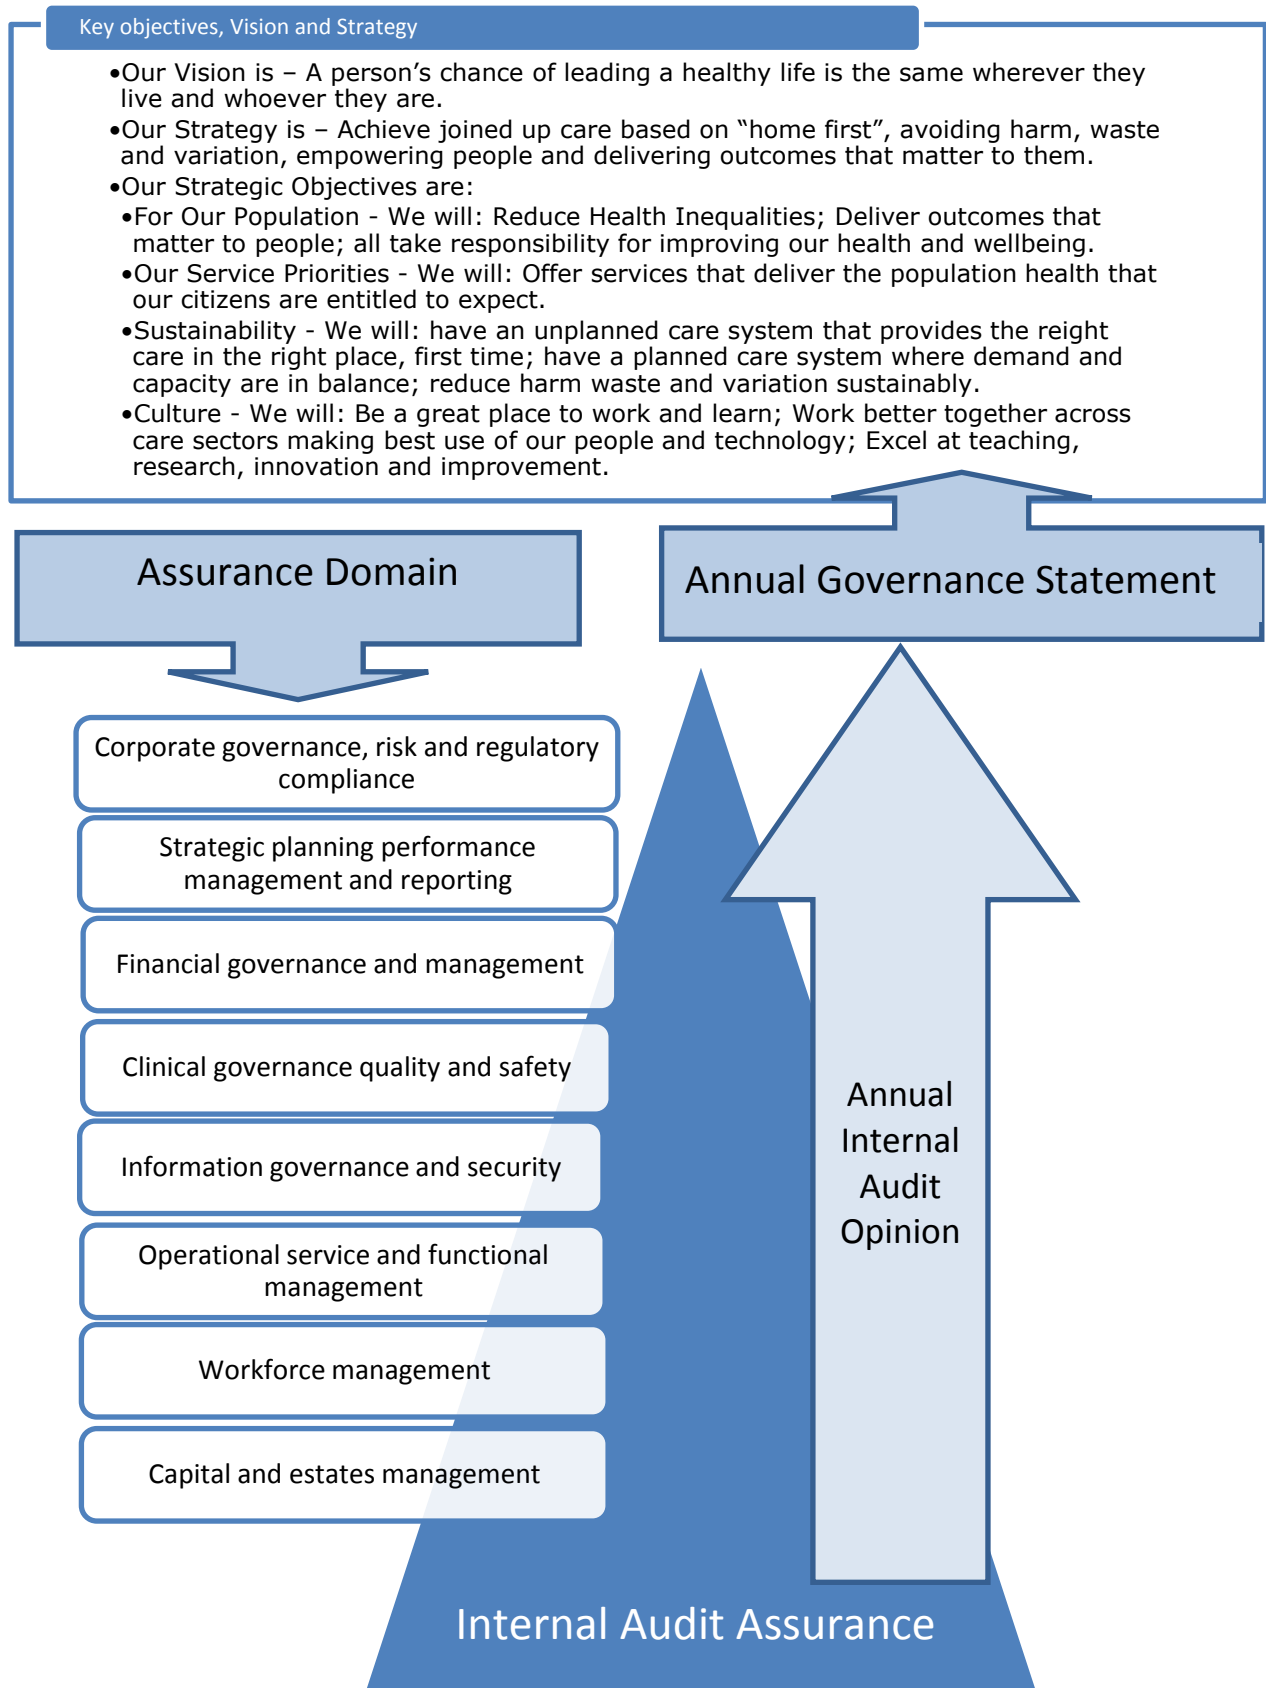 Key objectives, Vision and Strategy
•Our Vision is – A person's chance of leading a healthy life is the same wherever they
live and whoever they are.
•Our Strategy is – Achieve joined up care based on “home first”, avoiding harm, waste
and variation, empowering people and delivering outcomes that matter to them.
•Our Strategic Objectives are:
•For Our Population - We will: Reduce Health Inequalities; Deliver outcomes that
matter to people; all take responsibility for improving our health and wellbeing.
•Our Service Priorities - We will: Offer services that deliver the population health that
our citizens are entitled to expect.
•Sustainability - We will: have an unplanned care system that provides the reight
care in the right place, first time; have a planned care system where demand and
capacity are in balance; reduce harm waste and variation sustainably.
•Culture - We will: Be a great place to work and learn; Work better together across
care sectors making best use of our people and technology; Excel at teaching,
research, innovation and improvement.
Assurance Domain
Annual Governance Statement
Corporate governance, risk and regulatory
compliance
Strategic planning performance
management and reporting
Financial governance and management
Clinical governance quality and safety
Information governance and security
Operational service and functional
management
Workforce management
Capital and estates management
Annual
Internal
Audit
Opinion
Internal Audit Assurance